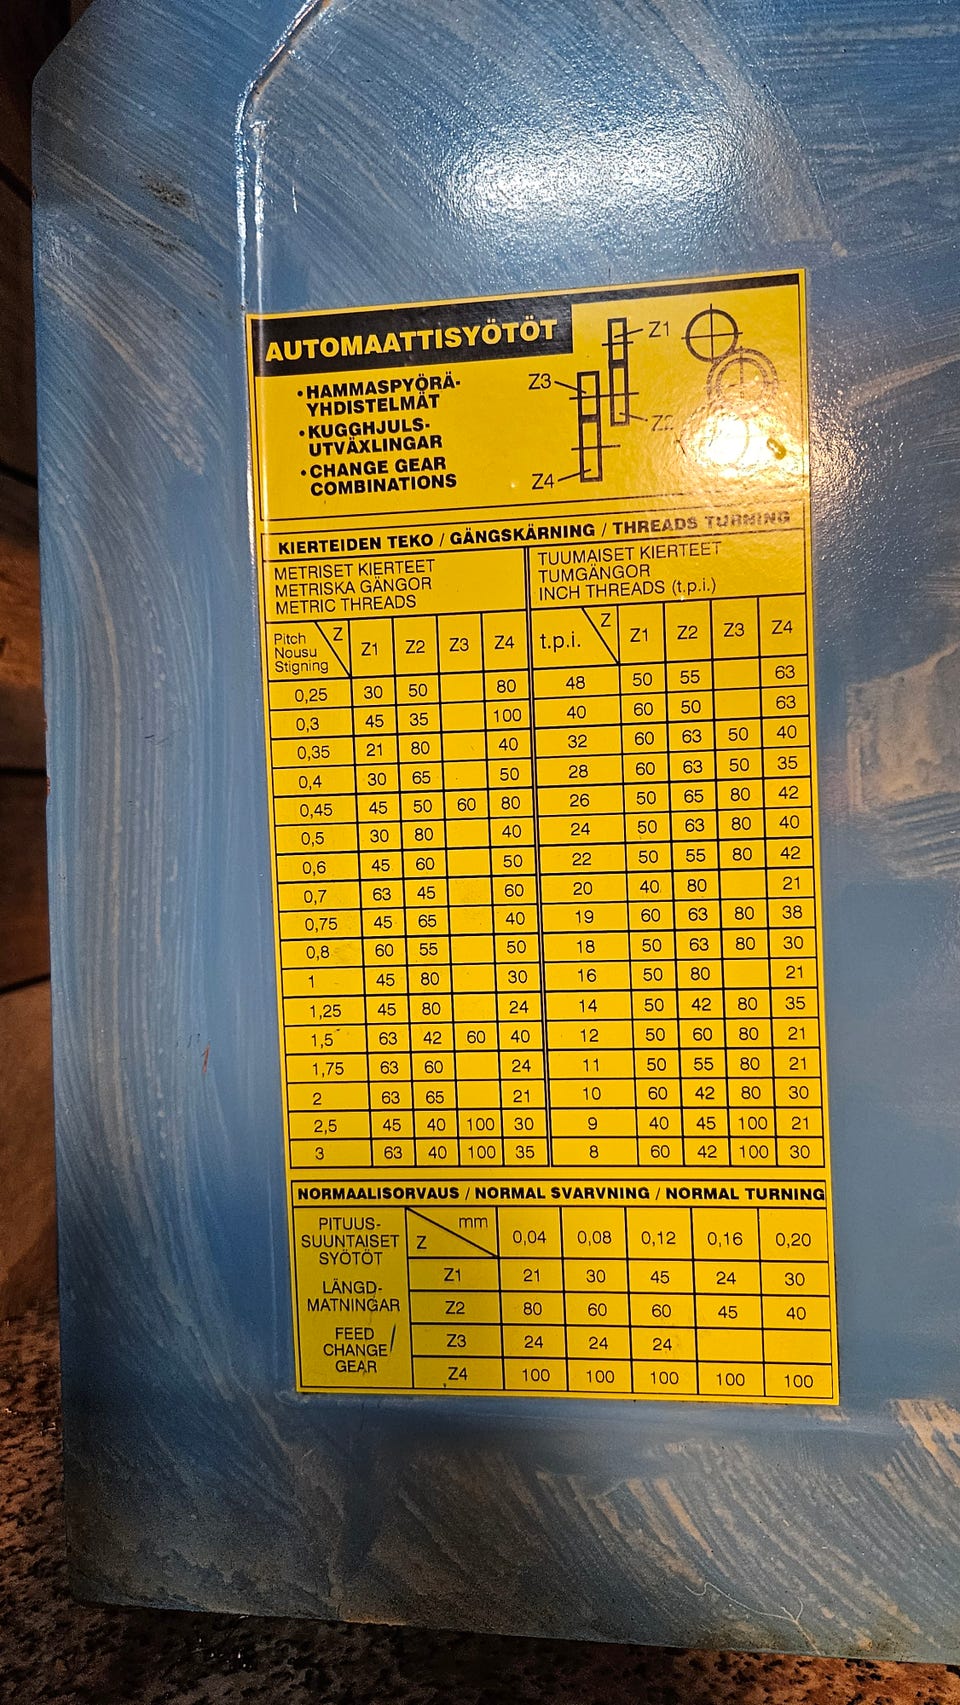 AUTOMAATTISYÖTÖT
• HAMMASPYÖRÄ-
YHDISTELMÄT
• KUGGHJULS-
UTVÄXLINGAR
• CHANGE GEAR
COMBINATIONS
Z1
Z3
Z2
Z4
KIERTEIDEN TEKO / GÄNGSKÄRNING / THREADS TURNING
METRISET KIERTEET
METRISKA GÄNGOR
METRIC THREADS
TUUMAISET KIERTEET
TUMGÄNGOR
INCH THREADS (t.p.i.)
Pitch Nousu Stigning Z Z1 Z2 Z3 Z4 t.p.i. Z Z1 Z2 Z3 Z4
0,25 30 50 80 48 50 55 63
0,3 45 35 100 40 60 50 63
0,35 21 80 40 32 60 63 50 40
0,4 30 65 50 28 60 63 50 35
0,45 45 50 60 80 26 50 65 80 42
0,5 30 80 40 24 50 63 80 40
0,6 45 60 50 22 50 55 80 42
0,7 63 45 60 20 40 80 21
0,75 45 65 40 19 60 63 80 38
0,8 60 55 50 18 50 63 80 30
1 45 80 30 16 50 80 21
1,25 45 80 24 14 50 42 80 35
1,5 63 42 60 40 12 50 60 80 21
1,75 63 60 24 11 50 55 80 21
2 63 65 21 10 60 42 80 30
2,5 45 40 100 30 9 40 45 100 21
3 63 40 100 35 8 60 42 100 30
NORMAALISORVAUS / NORMAL SVARVNING / NORMAL TURNING
PITUUS-
SUUNTAISET
SYÖTÖT
LÄNGD-
MATNINGAR
FEED
CHANGE
GEAR
Z mm 0,04 0,08 0,12 0,16 0,20
Z1 21 30 45 24 30
Z2 80 60 60 45 40
Z3 24 24 24
Z4 100 100 100 100 100